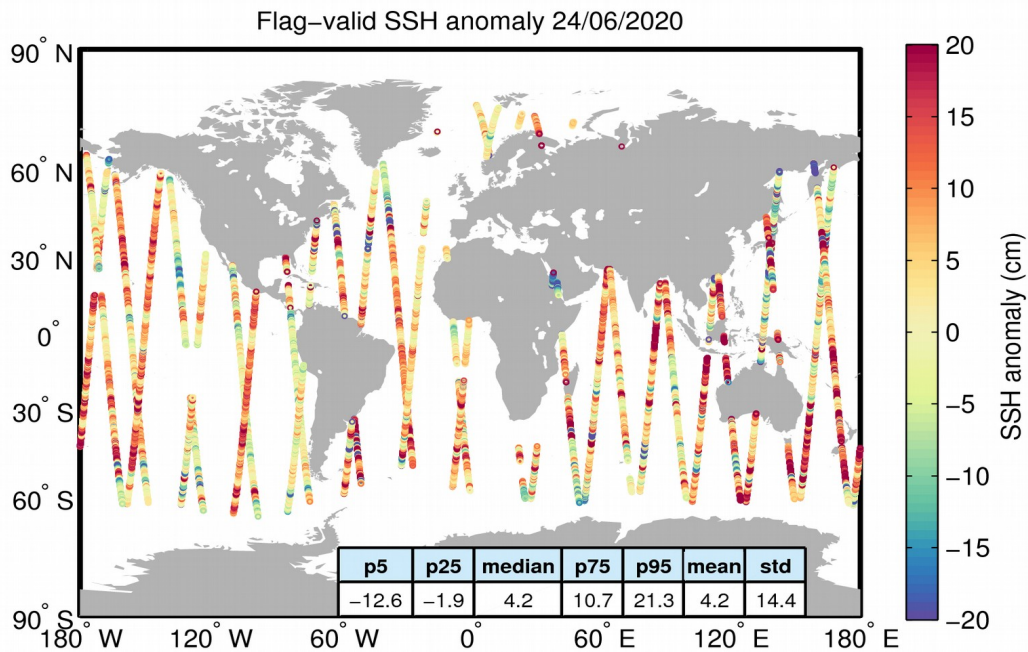 Flag−valid SSH anomaly 24/06/2020
90° N
60° N
30° N
0°
30° S
60° S
90° S
180° W
120° W
60° W
0°
60° E
120° E
180° E
20
15
10
5
0
−5
−10
−15
−20
SSH anomaly (cm)
p5 p25 median p75 p95 mean std
−12.6 −1.9 4.2 10.7 21.3 4.2 14.4